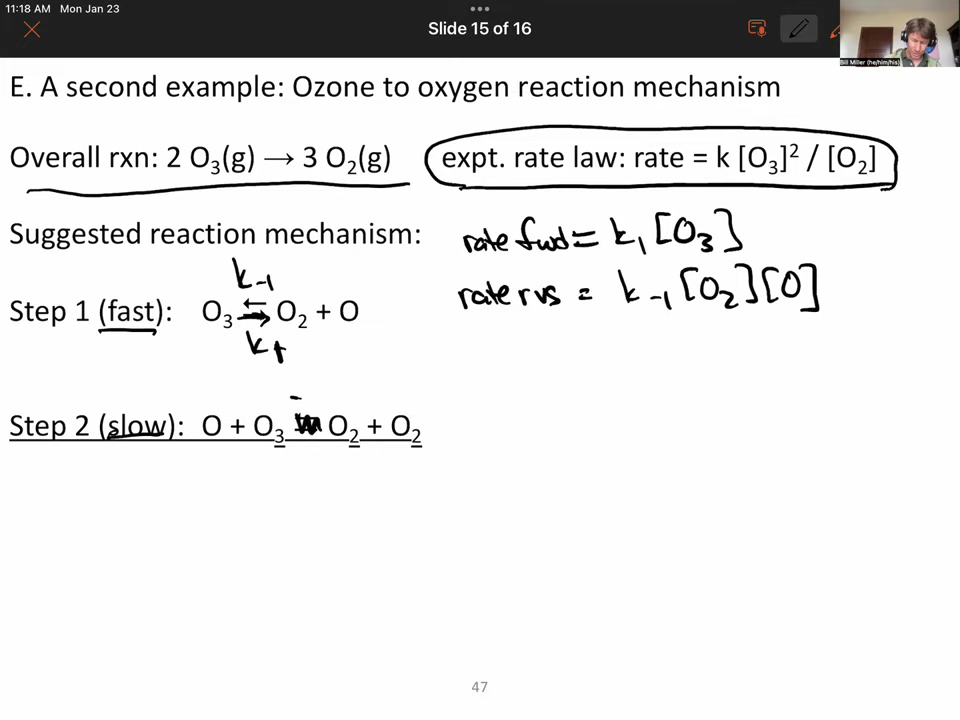 11:18 AM Mon Jan 23
Slide 15 of 16
Bill Miller (he/him/his)
E. A second example: Ozone to oxygen reaction mechanism
Overall rxn: 2 O₃(g) → 3 O₂(g) expt. rate law: rate = k [O₃]² / [O₂]
Suggested reaction mechanism: rate fwd = k₁ [O₃]
k₋₁ rate rvs = k₋₁ [O₂][O]
Step 1 (fast): O₃ ⇌ O₂ + O
k₁
Step 2 (slow): O + O₃ O₂ + O₂
47